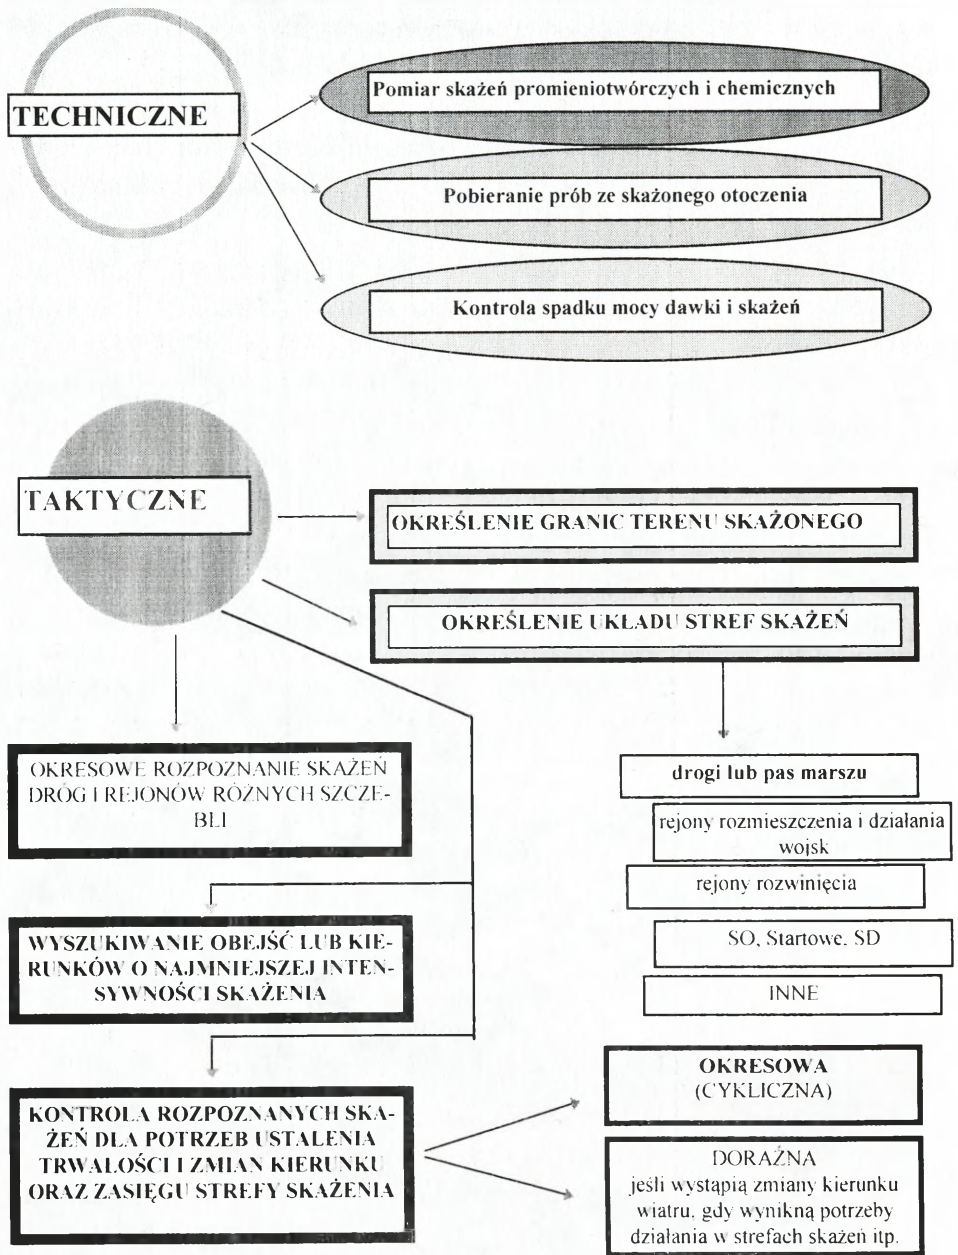 TECHNICZNE
Pomiar skażeń promieniotwórczych i chemicznych
Pobieranie prób ze skażonego otoczenia
Kontrola spadku mocy dawki i skażeń
TAKTYCZNE
OKREŚLENIE GRANIC TERENU SKAŻONEGO
OKREŚLENIE UKŁADU STREF SKAŻEŃ
OKRESOWE ROZPOZNANIE SKAŻEŃ
DRÓG I REJONÓW RÓŻNYCH SZCZE-
BLI
WYSZUKIWANIE OBEJŚĆ LUB KIE-
RUNKÓW O NAJMNIEJSZEJ INTEN-
SYWNOŚCI SKAŻENIA
KONTROLA ROZPOZNANYCH SKA-
ŻEŃ DLA POTRZEB USTALENIA
TRWAŁOŚCI I ZMIAN KIERUNKU
ORAZ ZASIĘGU STREFY SKAŻENIA
drogi lub pas marszu
rejony rozmieszczenia i działania
wojsk
rejony rozwinięcia
SO, Startowe. SD
INNE
OKRESOWA
(CYKLICZNA)
DORAŹNA
jeśli wystąpią zmiany kierunku
wiatru, gdy wynikną potrzeby
działania w strefach skażeń itp.